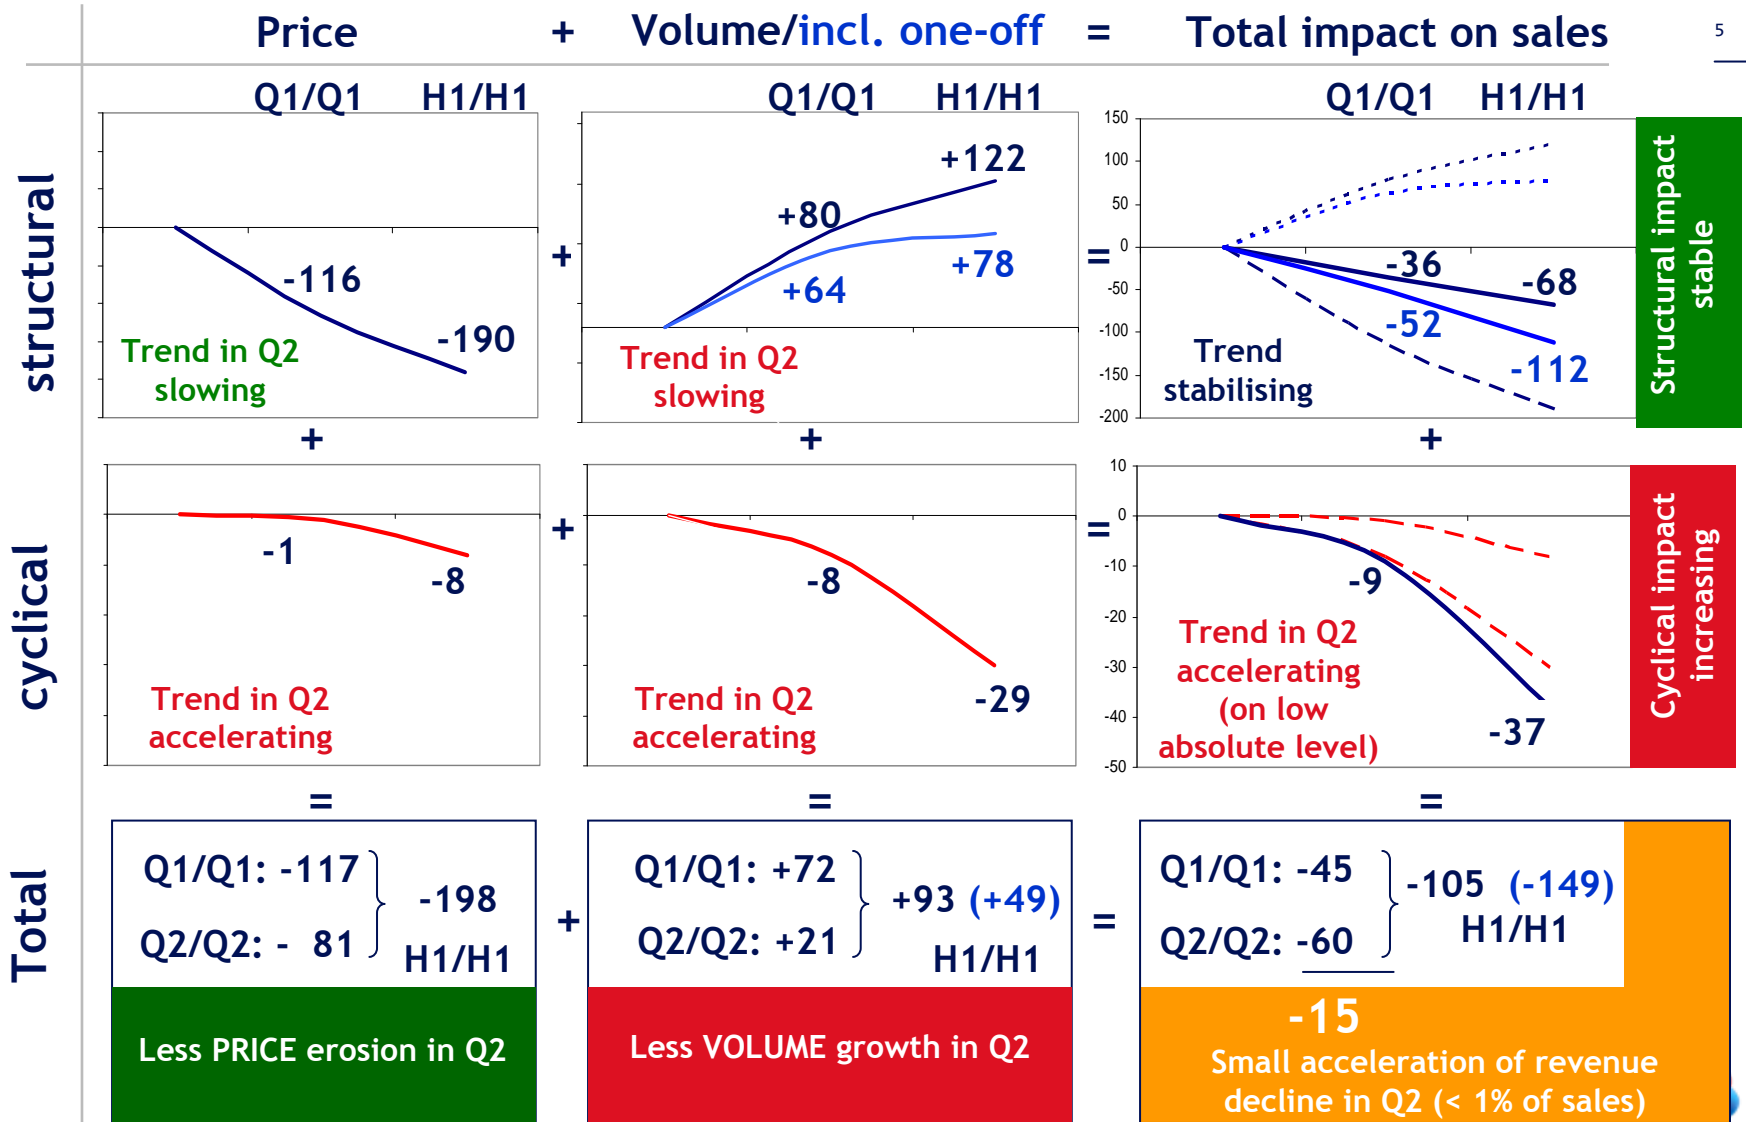 Price + Volume/incl. one-off = Total impact on sales
5
structural
Q1/Q1 H1/H1
-116
-190
Trend in Q2
slowing
+
Q1/Q1 H1/H1
+122
+80
+78
+64
Trend in Q2
slowing
=
Q1/Q1 H1/H1
150
100
50
0
-50
-100
-150
-200
-36
-68
-52
-112
Trend
stabilising
Structural impact
stable
+ + +
cyclical
-1
-8
Trend in Q2
accelerating
+
-8
-29
Trend in Q2
accelerating
=
10
0
-10
-20
-30
-40
-50
-9
-37
Trend in Q2
accelerating
(on low
absolute level)
Cyclical impact
increasing
= = =
Total
Q1/Q1: -117
Q2/Q2: - 81
-198
H1/H1
Less PRICE erosion in Q2
+
Q1/Q1: +72
Q2/Q2: +21
+93 (+49)
H1/H1
Less VOLUME growth in Q2
=
Q1/Q1: -45
Q2/Q2: -60
-105 (-149)
H1/H1
-15
Small acceleration of revenue
decline in Q2 (< 1% of sales)